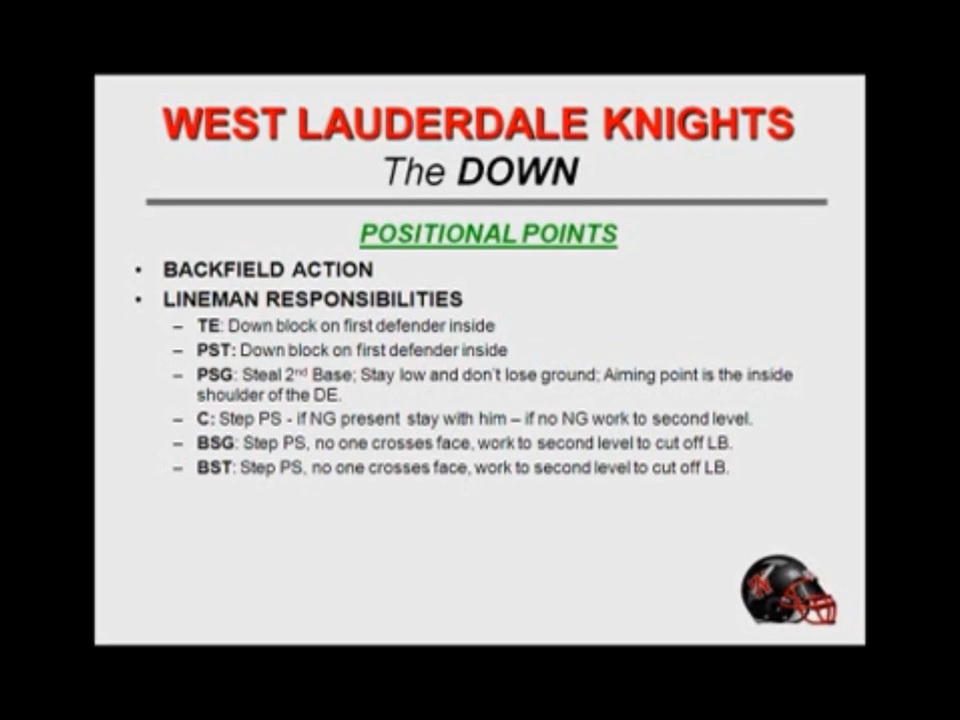 WEST LAUDERDALE KNIGHTS
The DOWN
POSITIONAL POINTS
• BACKFIELD ACTION
• LINEMAN RESPONSIBILITIES
– TE: Down block on first defender inside
– PST: Down block on first defender inside
– PSG: Steal 2nd Base; Stay low and don't lose ground; Aiming point is the inside
shoulder of the DE.
– C: Step PS - if NG present stay with him – if no NG work to second level.
– BSG: Step PS, no one crosses face, work to second level to cut off LB.
– BST: Step PS, no one crosses face, work to second level to cut off LB.